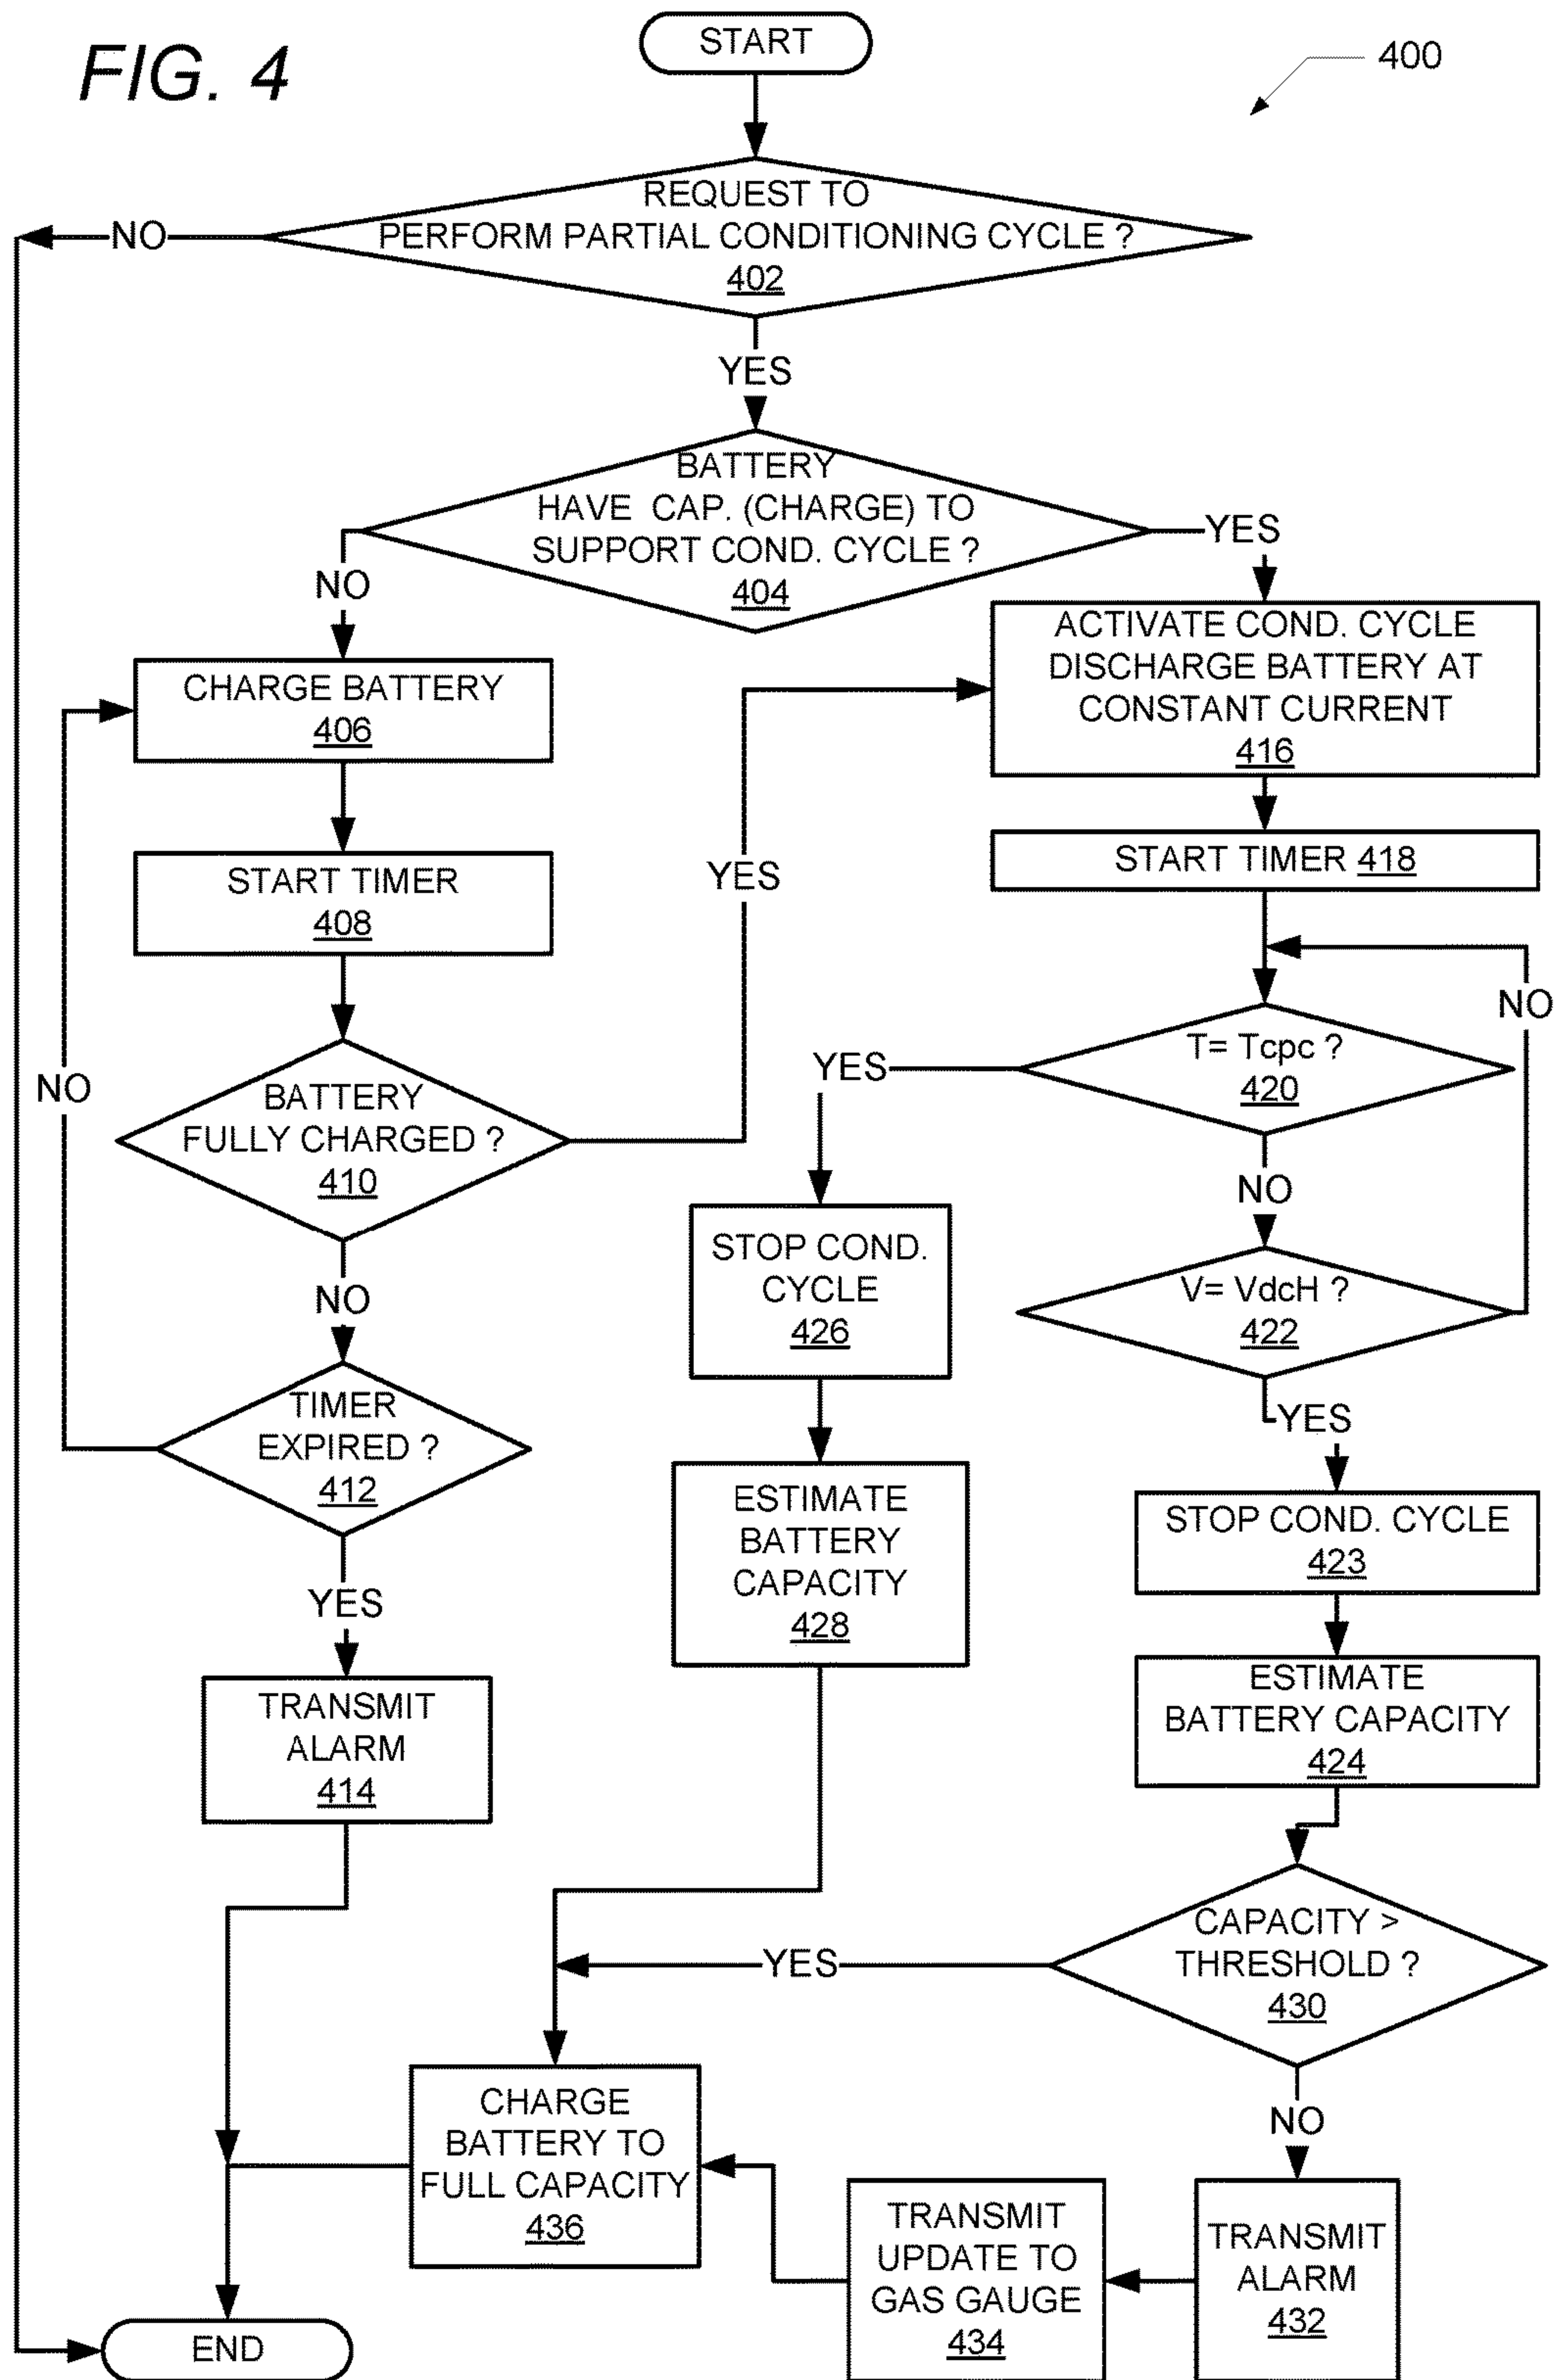 FIG. 4
START
400
REQUEST TO
PERFORM PARTIAL CONDITIONING CYCLE ?
402
NO
YES
BATTERY
HAVE CAP. (CHARGE) TO
SUPPORT COND. CYCLE ?
404
NO
YES
CHARGE BATTERY
406
ACTIVATE COND. CYCLE
DISCHARGE BATTERY AT
CONSTANT CURRENT
416
START TIMER
408
YES
START TIMER 418
NO
BATTERY
FULLY CHARGED ?
410
NO
T= Tcpc ?
420
YES
NO
NO
V= VdcH ?
422
YES
STOP COND.
CYCLE
426
TIMER
EXPIRED ?
412
YES
ESTIMATE
BATTERY
CAPACITY
428
STOP COND. CYCLE
423
TRANSMIT
ALARM
414
ESTIMATE
BATTERY CAPACITY
424
CAPACITY >
THRESHOLD ?
430
YES
NO
CHARGE
BATTERY TO
FULL CAPACITY
436
TRANSMIT
UPDATE TO
GAS GAUGE
434
TRANSMIT
ALARM
432
END